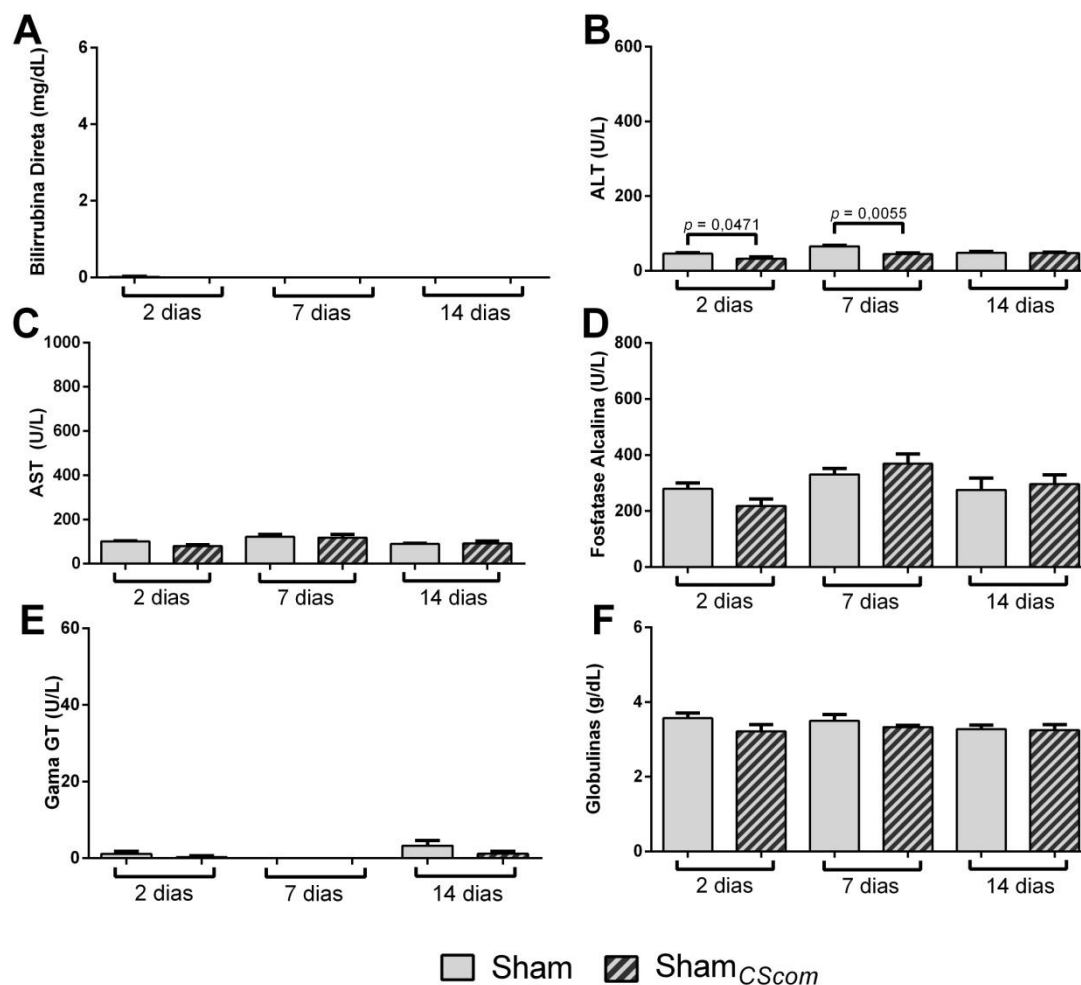 A
Bilirrubina Direta (mg/dL)
6
4
2
0
2 dias
7 dias
14 dias
B
ALT (U/L)
600
400
200
0
p = 0,0471
p = 0,0055
2 dias
7 dias
14 dias
C
AST (U/L)
1000
800
600
400
200
0
2 dias
7 dias
14 dias
D
Fosfatase Alcalina (U/L)
800
600
400
200
0
2 dias
7 dias
14 dias
E
Gama GT (U/L)
60
40
20
0
2 dias
7 dias
14 dias
F
Globulinas (g/dL)
6
4
2
0
2 dias
7 dias
14 dias
Sham
ShamCScom